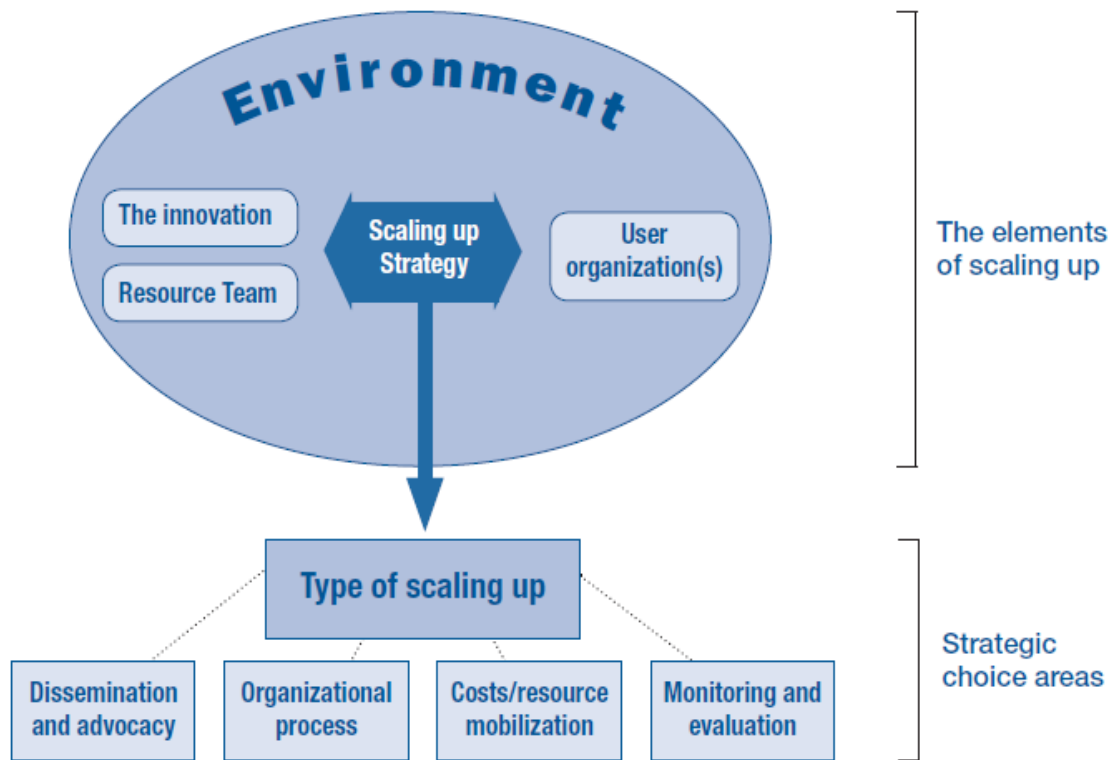 Environment
The innovation
Resource Team
Scaling up
Strategy
User
organization(s)
The elements
of scaling up
Type of scaling up
Strategic
choice areas
Dissemination
and advocacy
Organizational
process
Costs/resource
mobilization
Monitoring and
evaluation